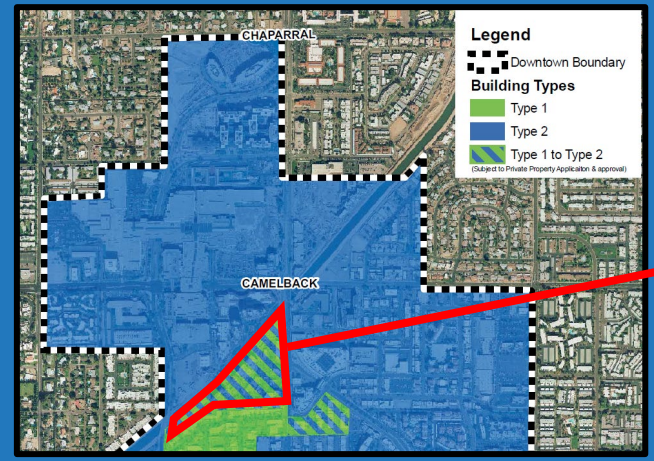 CHAPARRAL
Legend
Downtown Boundary
Building Types
Type 1
Type 2
Type 1 to Type 2
(Subject to Private Property Applicaiton & approval)
CAMELBACK